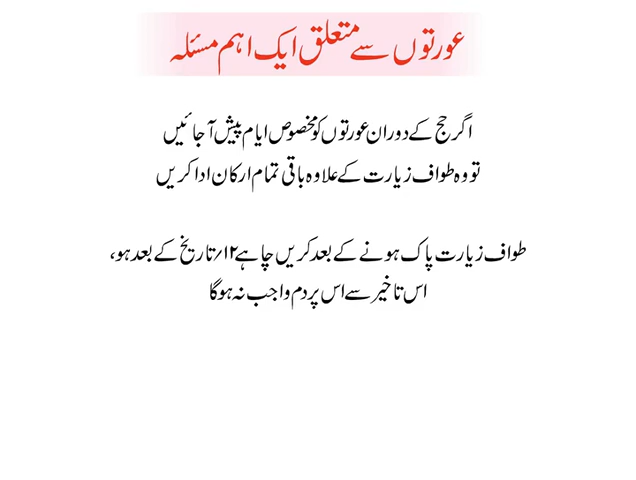 عورتوں سے متعلق ایک اہم مسئلہ
اگر حج کے دوران عورتوں کو مخصوص ایام پیش آجائیں
تو وہ طواف زیارت کے علاوہ باقی تمام ارکان ادا کریں
طواف زیارت پاک ہونے کے بعد کریں چاہے ۱۲؍تاریخ کے بعد ہو،
اس تاخیر سے اس پر دم واجب نہ ہوگا